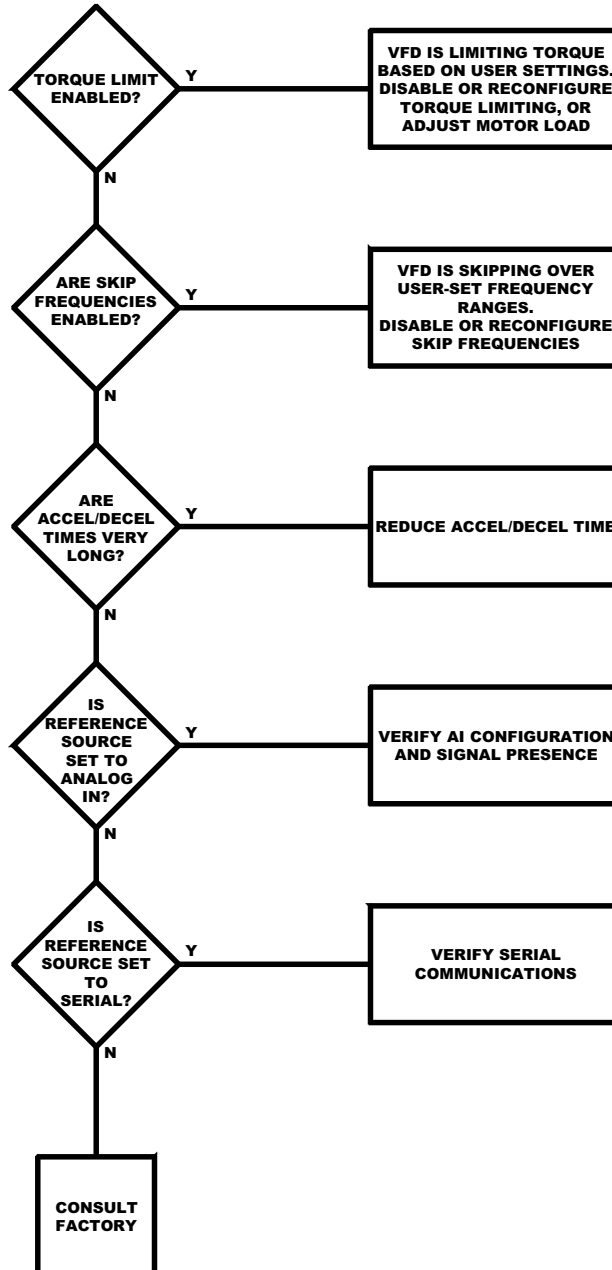 TORQUE LIMIT
ENABLED?
Y
VFD IS LIMITING TORQUE
BASED ON USER SETTINGS.
DISABLE OR RECONFIGURE
TORQUE LIMITING, OR
ADJUST MOTOR LOAD
N
ARE SKIP
FREQUENCIES
ENABLED?
Y
VFD IS SKIPPING OVER
USER-SET FREQUENCY
RANGES.
DISABLE OR RECONFIGURE
SKIP FREQUENCIES
N
ARE
ACCEL/DECEL
TIMES VERY
LONG?
Y
REDUCE ACCEL/DECEL TIME
N
IS
REFERENCE
SOURCE
SET TO
ANALOG
IN?
Y
VERIFY AI CONFIGURATION
AND SIGNAL PRESENCE
N
IS
REFERENCE
SOURCE SET
TO
SERIAL?
Y
VERIFY SERIAL
COMMUNICATIONS
N
CONSULT
FACTORY